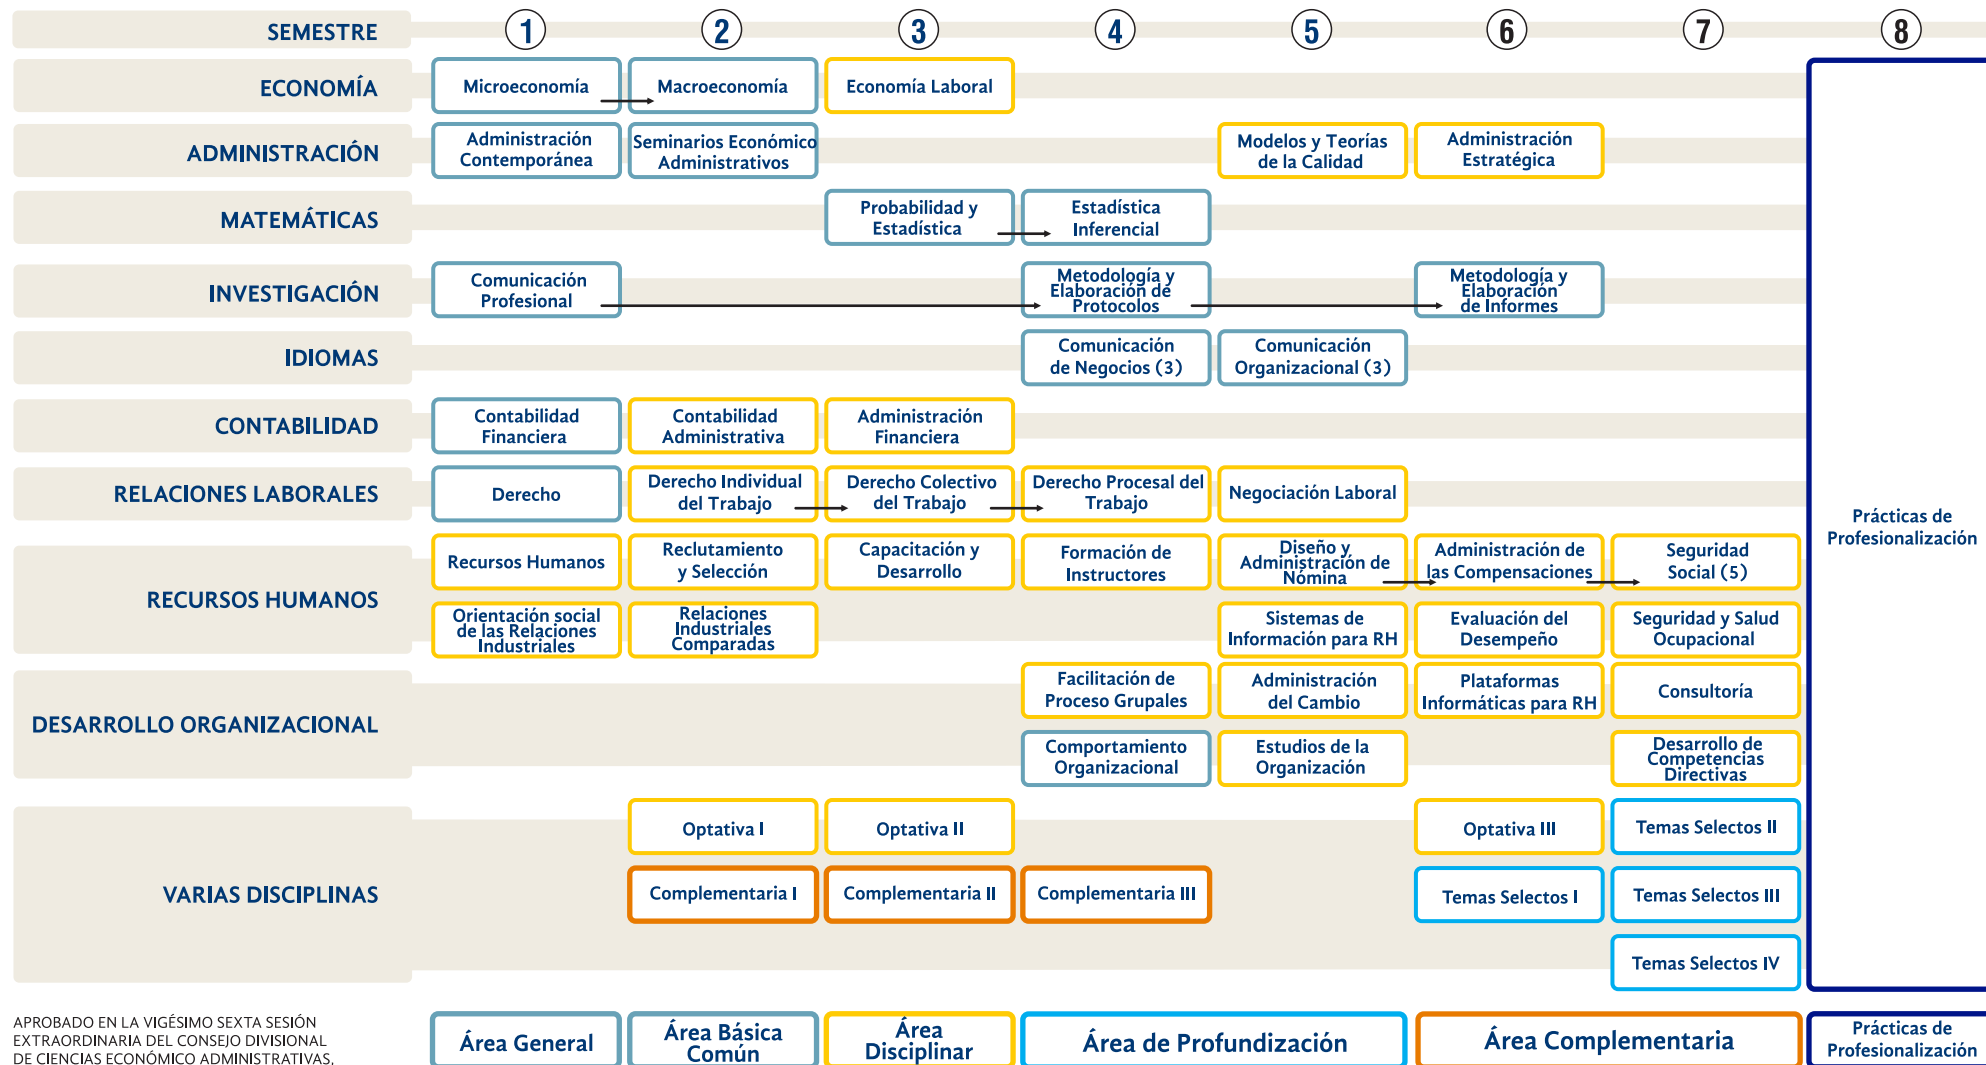 SEMESTRE 1 2 3 4 5 6 7 8
ECONOMÍA
Microeconomía
Macroeconomía
Economía Laboral
ADMINISTRACIÓN
Administración
Contemporánea
Seminarios Económico
Administrativos
Modelos y Teorías
de la Calidad
Administración
Estratégica
MATEMÁTICAS
Probabilidad y
Estadística
Estadística
Inferencial
INVESTIGACIÓN
Comunicación
Profesional
Metodología y
Elaboración de
Protocolos
Metodología y
Elaboración
de Informes
IDIOMAS
Comunicación
de Negocios (3)
Comunicación
Organizacional (3)
CONTABILIDAD
Contabilidad
Financiera
Contabilidad
Administrativa
Administración
Financiera
RELACIONES LABORALES
Derecho
Derecho Individual
del Trabajo
Derecho Colectivo
del Trabajo
Derecho Procesal del
Trabajo
Negociación Laboral
RECURSOS HUMANOS
Recursos Humanos
Reclutamiento
y Selección
Capacitación y
Desarrollo
Formación de
Instructores
Diseño y
Administración de
Nómina
Administración de
las Compensaciones
Seguridad
Social (5)
Orientación social
de las Relaciones
Industriales
Relaciones
Industriales
Comparadas
Sistemas de
Información para RH
Evaluación del
Desempeño
Seguridad y Salud
Ocupacional
DESARROLLO ORGANIZACIONAL
Facilitación de
Proceso Grupales
Administración
del Cambio
Plataformas
Informáticas para RH
Consultoría
Comportamiento
Organizacional
Estudios de la
Organización
Desarrollo de
Competencias
Directivas
VARIAS DISCIPLINAS
Optativa I
Optativa II
Optativa III
Temas Selectos II
Complementaria I
Complementaria II
Complementaria III
Temas Selectos I
Temas Selectos III
Temas Selectos IV
Prácticas de
Profesionalización
APROBADO EN LA VIGÉSIMO SEXTA SESIÓN
EXTRAORDINARIA DEL CONSEJO DIVISIONAL
DE CIENCIAS ECONÓMICO ADMINISTRATIVAS,
Área General
Área Básica
Común
Área
Disciplinar
Área de Profundización
Área Complementaria
Prácticas de
Profesionalización